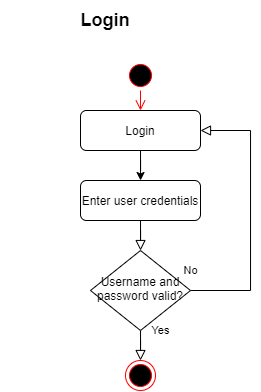 Login
Login
Enter user credentials
Username and
password valid?
No
Yes